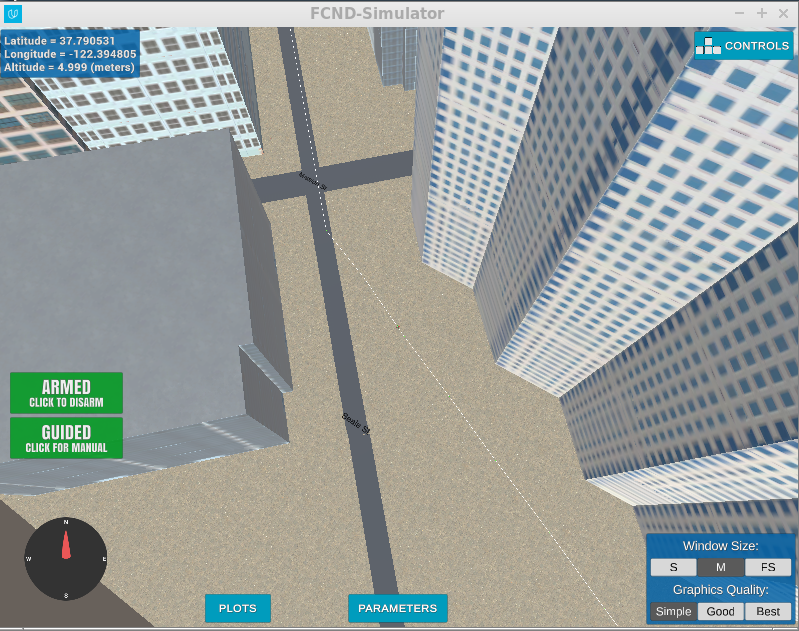 FCND-Simulator
Latitude = 37.790531
Longitude = -122.394805
Altitude = 4.999 (meters)
CONTROLS
Beale St
ARMED
CLICK TO DISARM
GUIDED
CLICK FOR MANUAL
N
W
E
S
PLOTS
PARAMETERS
Window Size:
S
M
FS
Graphics Quality:
Simple
Good
Best